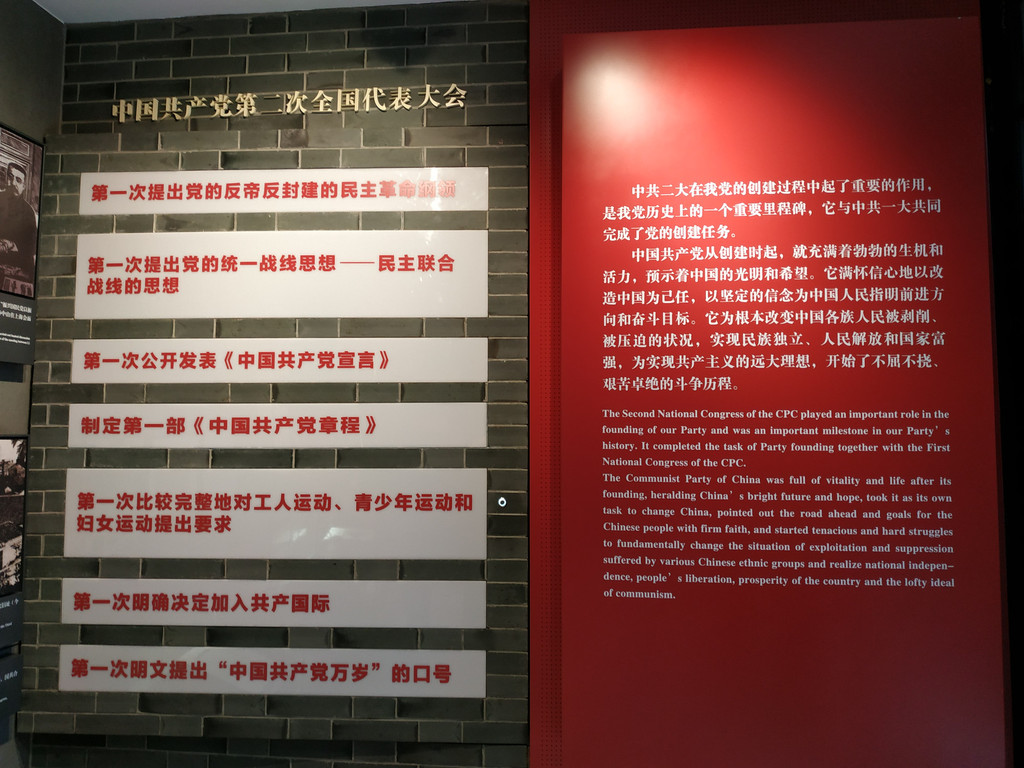 中国共产党第二次全国代表大会
第一次提出党的反帝反封建的民主革命纲领
第一次提出党的统一战线思想——民主联合
战线的思想
第一次公开发表《中国共产党宣言》
制定第一部《中国共产党章程》
第一次比较完整地对工人运动、青少年运动和
妇女运动提出要求
第一次明确决定加入共产国际
第一次明文提出“中国共产党万岁”的口号
中共二大在我党的创建过程中起了重要的作用，
是我党历史上的一个重要里程碑，它与中共一大共同
完成了党的创建任务。
中国共产党从创建时起，就充满着勃勃的生机和
活力，预示着中国的光明和希望。它满怀信心地以改
造中国为己任，以坚定的信念为中国人民指明前进方
向和奋斗目标。它为根本改变中国各族人民被剥削、
被压迫的状况，实现民族独立、人民解放和国家富
强，为实现共产主义的远大理想，开始了不屈不挠、
艰苦卓绝的斗争历程。
The Second National Congress of the CPC played an important role in the
founding of our Party and was an important milestone in our Party’s
history. It completed the task of Party founding together with the First
National Congress of the CPC.
The Communist Party of China was full of vitality and life after its
founding, heralding China’s bright future and hope, took it as its own
task to change China, pointed out the road ahead and goals for the
Chinese people with firm faith, and started tenacious and hard struggles
to fundamentally change the situation of exploitation and suppression
suffered by various Chinese ethnic groups and realize national indepen-
dence, people’s liberation, prosperity of the country and the lofty ideal
of communism.